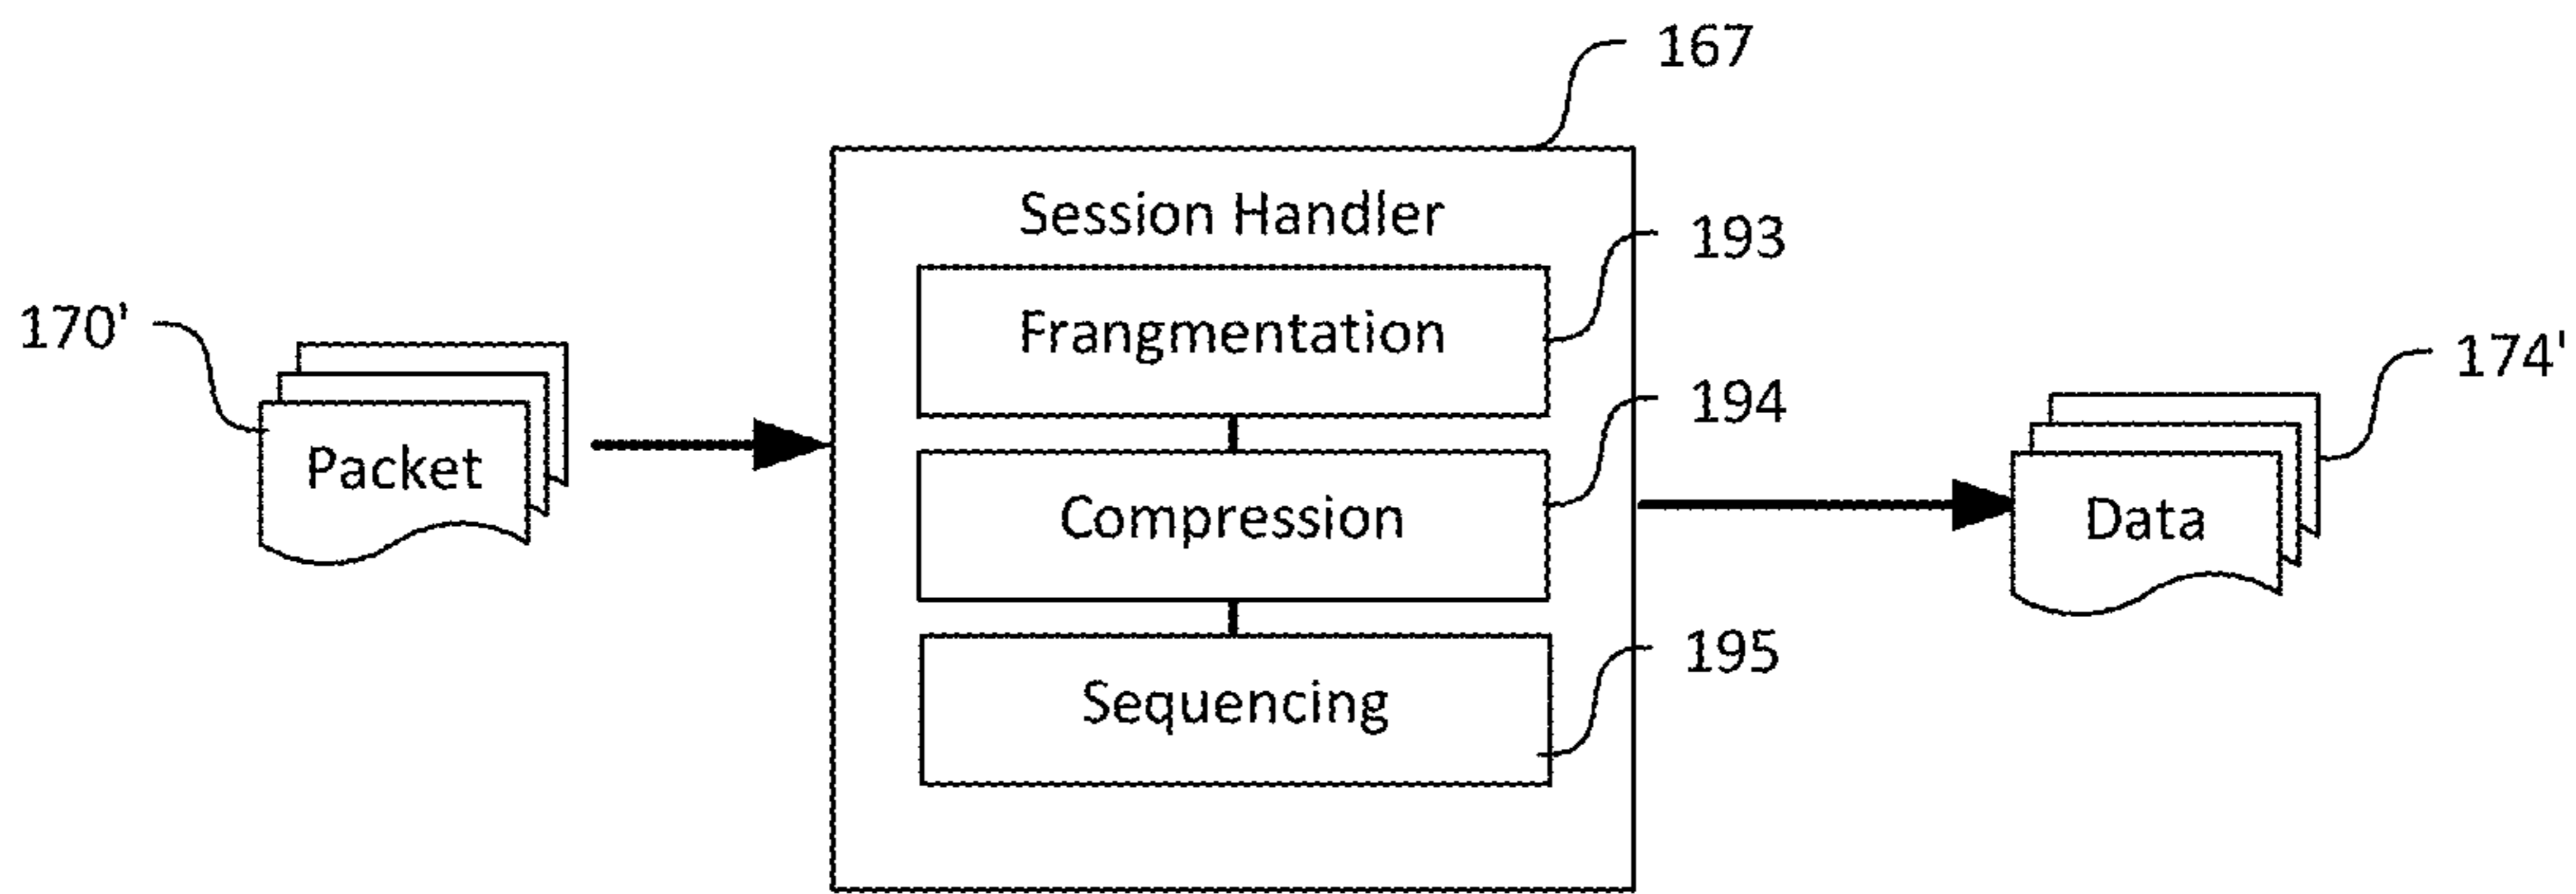 167
Session Handler
193
Frangmentation
170'
174'
194
Packet
Compression
Data
195
Sequencing